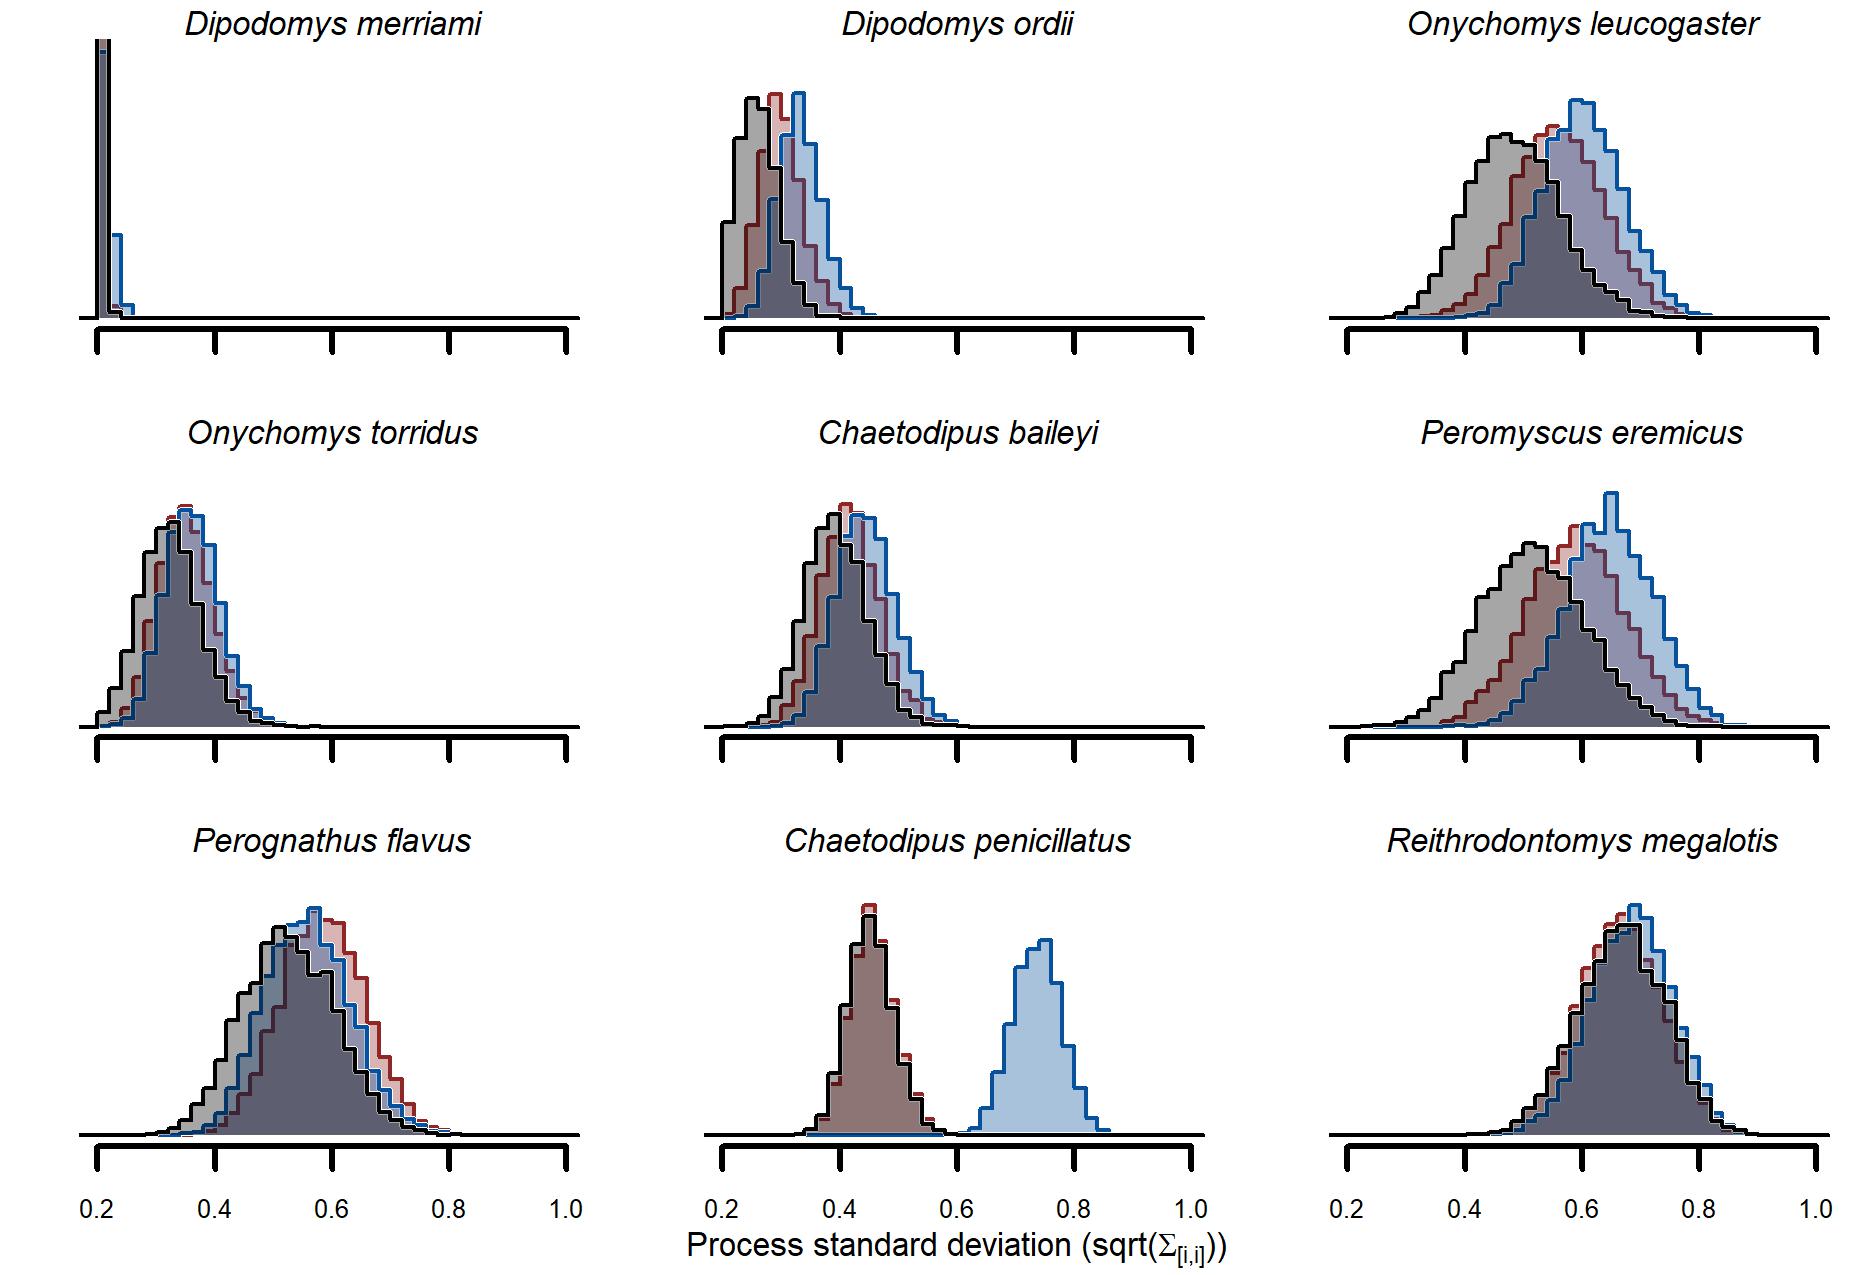 Dipodomys merriami
Dipodomys ordii
Onychomys leucogaster
Onychomys torridus
Chaetodipus baileyi
Peromyscus eremicus
Perognathus flavus
Chaetodipus penicillatus
Reithrodontomys megalotis
0.2 0.4 0.6 0.8 1.0
0.2 0.4 0.6 0.8 1.0
0.2 0.4 0.6 0.8 1.0
Process standard deviation (sqrt(Σ[i,i]))